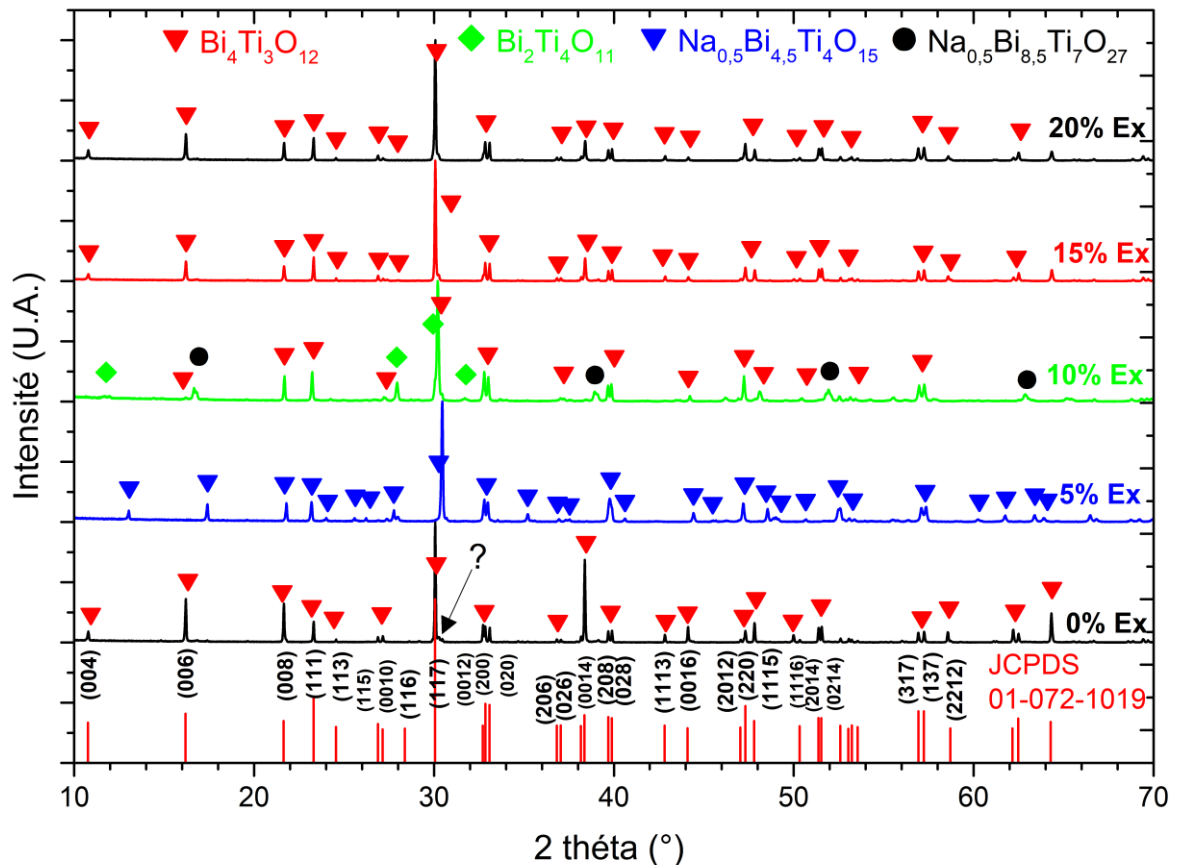 Bi4Ti3O12
Bi2Ti4O11
Na0,5Bi4,5Ti4O15
Na0,5Bi8,5Ti7O27
20% Ex
15% Ex
10% Ex
5% Ex
?
0% Ex
(004)
(006)
(008)
(111)
(113)
(115)
(0010)
(116)
(117)
(0012)
(200)
(020)
(206)
(026)
(0014)
(208)
(028)
(1113)
(0016)
(2012)
(220)
(1115)
(1116)
(2014)
(0214)
(317)
(137)
(2212)
JCPDS
01-072-1019
Intensité (U.A.)
10 20 30 40 50 60 70
2 théta (°)